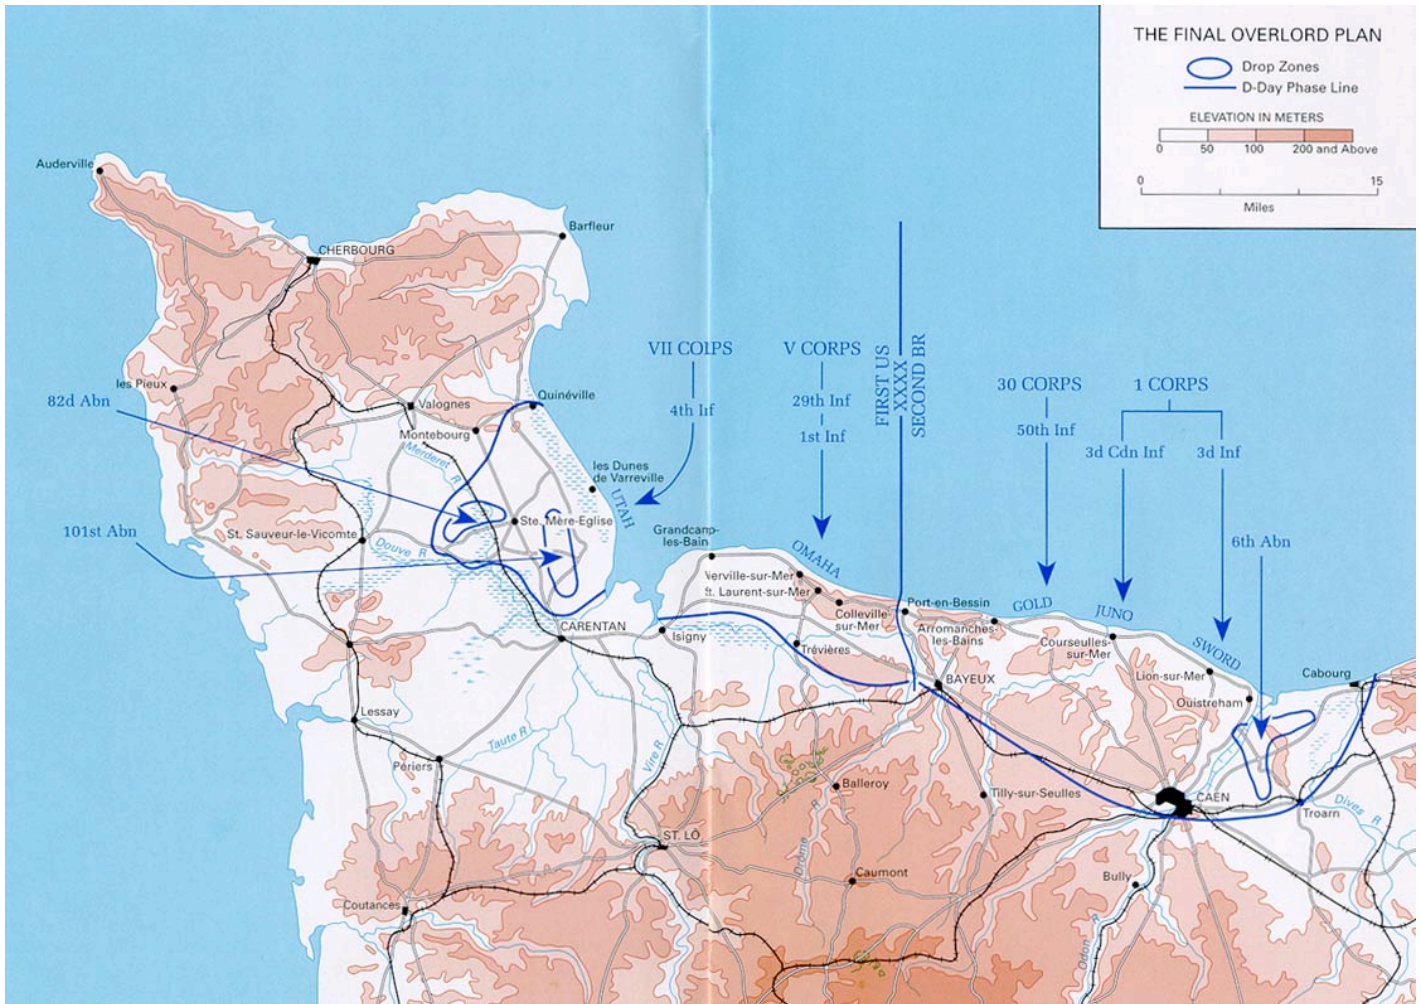 THE FINAL OVERLORD PLAN
Drop Zones
D-Day Phase Line
ELEVATION IN METERS
0 50 100 200 and Above
0 15
Miles
Auderville
CHERBOURG
Barfleur
les Pieux
82d Abn
Valognes
Quinéville
Montebourg
Merderet R
VII CO1PS
4th Iıf
V CORPS
29th Inf
1st Inf
FIRST US
XXXX
SECOND BR
30 CORPS
50th Inf
1 CORPS
3d Cdn Inf
3d Inf
6th Abn
les Dunes
de Varreville
UTAH
101st Abn
St. Sauveur-le-Vicomte
Ste. Mère-Eglise
Douve R
Grandcanp-
les-Bain
OMAHA
Verville-sur-Mer
St. Laurent-sur-Mer
Colleville-
sur-Mer
Port-en-Bessin
GOLD
JUNO
SWORD
Arromanches-
les-Bains
Courseulles-
sur-Mer
Lion-sur-Mer
Ouistreham
Cabourg
CARENTAN
Isigny
Trévières
BAYEUX
Lessay
Périers
Taute R
Vire R
Balleroy
Drôme R
Tilly-sur-Seulles
CAEN
Troarn
Dives R
ST. LÔ
Caumont
Bully
Odon R
Coutances